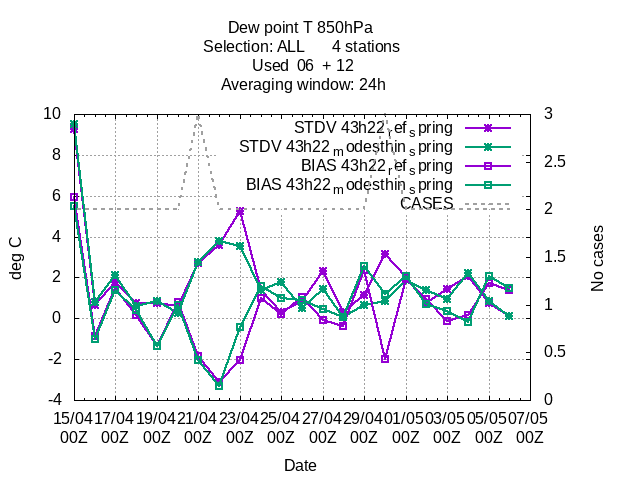 Dew point T 850hPa
Selection: ALL 4 stations
Used 06 + 12
Averaging window: 24h
STDV 43h22_ref_spring
STDV 43h22_modesthin_spring
BIAS 43h22_ref_spring
BIAS 43h22_modesthin_spring
CASES
10
8
6
4
2
0
-2
-4
deg C
3
2.5
2
1.5
1
0.5
0
No cases
15/04 17/04 19/04 21/04 23/04 25/04 27/04 29/04 01/05 03/05 05/05 07/05
00Z 00Z 00Z 00Z 00Z 00Z 00Z 00Z 00Z 00Z 00Z 00Z
Date